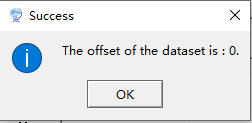 Success
The offset of the dataset is : 0.
OK